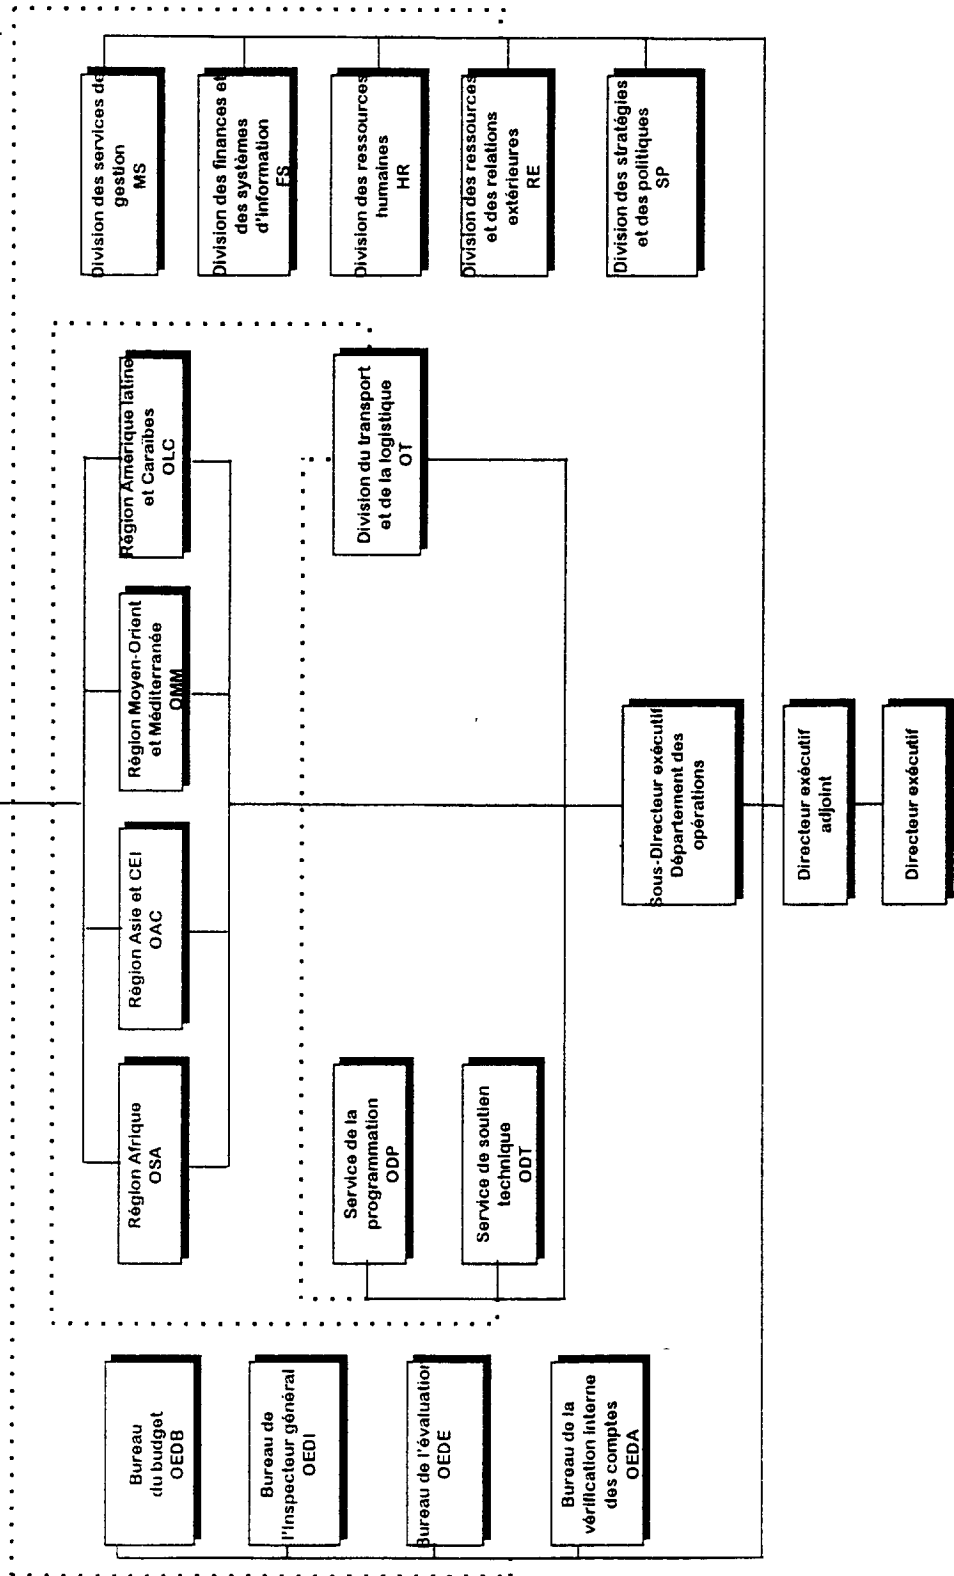 Directeur exécutif
Directeur exécutif
adjoint
Sous-Directeur exécutif
Département des
opérations
Bureau
du budget
OEDB
Bureau de
l'Inspecteur général
OEDI
Bureau de l'évaluation
OEDE
Bureau de la
vérification interne
des comptes
OEDA
Service de la
programmation
ODP
Service de soutien
technique
ODT
Division du transport
et de la logistique
OT
Région Afrique
OSA
Région Asie et CEI
OAC
Région Moyen-Orient
et Méditerranée
OMM
Région Amérique latine
et Caraïbes
OLC
Division des services de
gestion
MS
Division des finances et
des systèmes
d'information
FS
Division des ressources
humaines
HR
Division des ressources
et des relations
extérieures
RE
Division des stratégies
et des politiques
SP